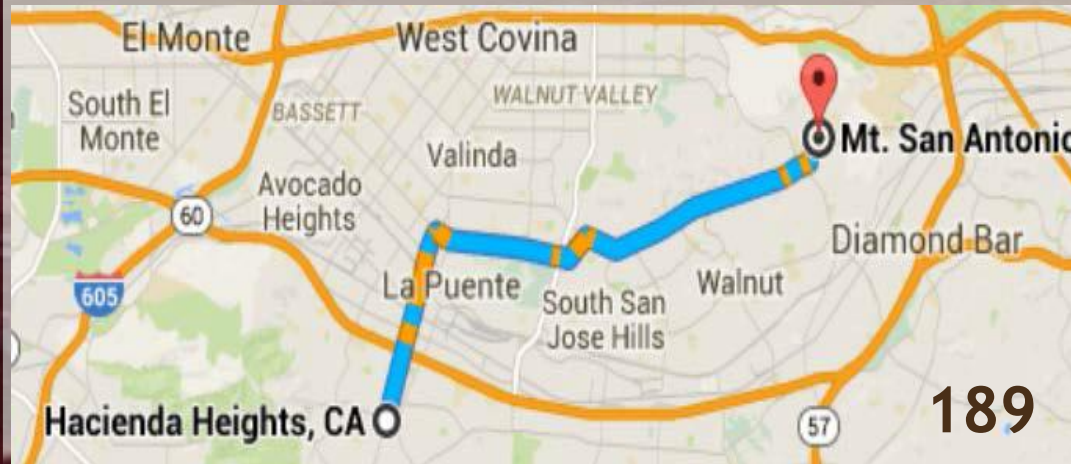 El Monte
West Covina
South El
Monte
BASSETT
WALNUT VALLEY
Valinda
Mt. San Antonio
60
Avocado
Heights
Diamond Bar
605
La Puente
Walnut
South San
Jose Hills
Hacienda Heights, CA
57
189